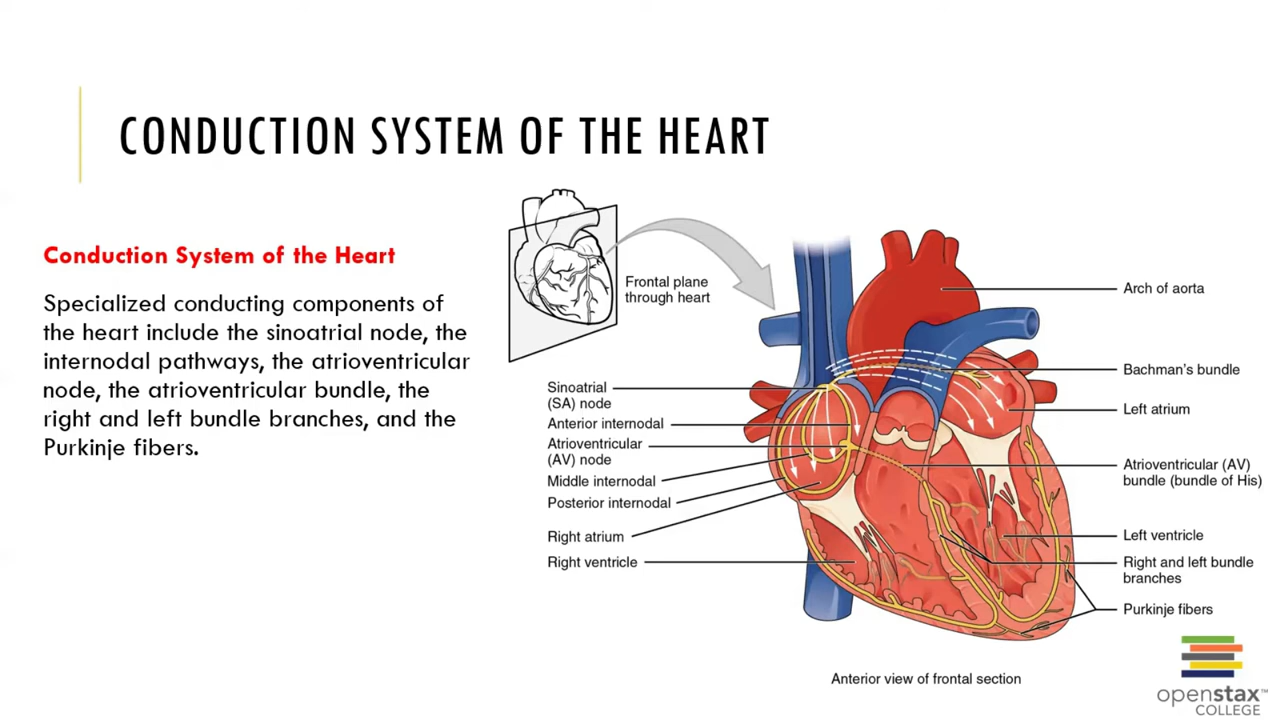 CONDUCTION SYSTEM OF THE HEART
Conduction System of the Heart
Specialized conducting components of
the heart include the sinoatrial node, the
internodal pathways, the atrioventricular
node, the atrioventricular bundle, the
right and left bundle branches, and the
Purkinje fibers.
Frontal plane
through heart
Sinoatrial
(SA) node
Anterior internodal
Atrioventricular
(AV) node
Middle internodal
Posterior internodal
Right atrium
Right ventricle
Arch of aorta
Bachman's bundle
Left atrium
Atrioventricular (AV)
bundle (bundle of His)
Left ventricle
Right and left bundle
branches
Purkinje fibers
Anterior view of frontal section
openstax™
COLLEGE